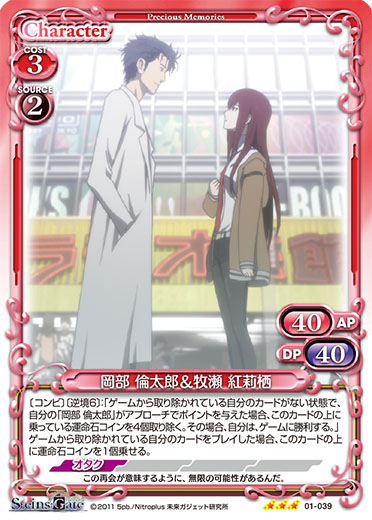 Precious Memories
Character
COST
3
SOURCE
2
40 AP
DP 40
岡部 倫太郎＆牧瀬 紅莉栖
［コンビ］〔逆境6〕：「ゲームから取り除かれている自分のカードがない状態で、
自分の「岡部 倫太郎」がアプローチでポイントを与えた場合、このカードの上に
乗っている運命石コインを4個取り除く。その場合、自分は、ゲームに勝利する。」
ゲームから取り除かれている自分のカードをプレイした場合、このカードの上
に運命石コインを1個乗せる。
オタク
この再会が意味するように、無限の可能性があるんだ。
Steins;Gate
©2011 5pb./Nitroplus 未来ガジェット研究所
01-039